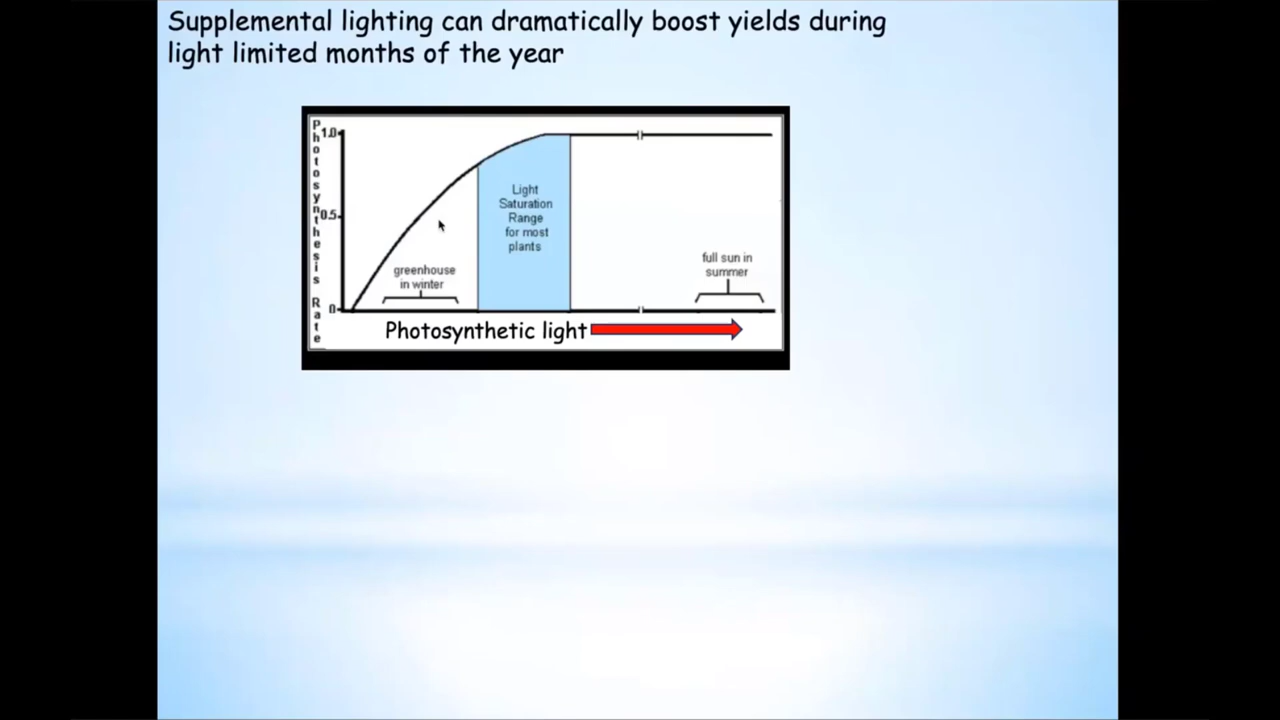 Supplemental lighting can dramatically boost yields during
light limited months of the year
Photosynthesis Rate
1.0
0.5
0
Light
Saturation
Range
for most
plants
greenhouse
in winter
full sun in
summer
Photosynthetic light